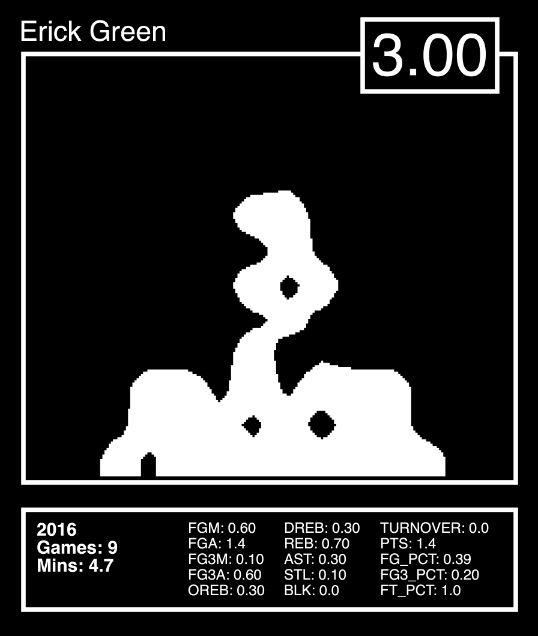 Erick Green
3.00
2016
Games: 9
Mins: 4.7
FGM: 0.60
FGA: 1.4
FG3M: 0.10
FG3A: 0.60
OREB: 0.30
DREB: 0.30
REB: 0.70
AST: 0.30
STL: 0.10
BLK: 0.0
TURNOVER: 0.0
PTS: 1.4
FG_PCT: 0.39
FG3_PCT: 0.20
FT_PCT: 1.0